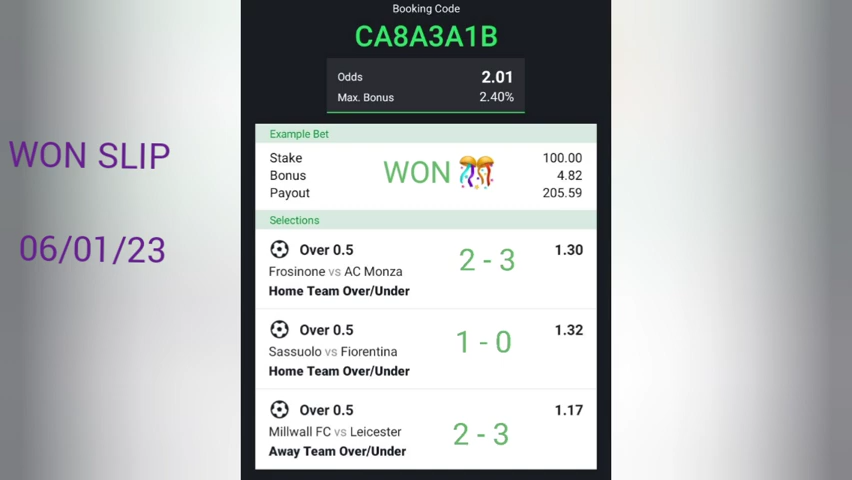 Booking Code
CA8A3A1B
Odds 2.01
Max. Bonus 2.40%
WON SLIP
06/01/23
Example Bet
Stake 100.00
Bonus 4.82
Payout 205.59
WON
Selections
Over 0.5 1.30
Frosinone vs AC Monza
2 - 3
Home Team Over/Under
Over 0.5 1.32
Sassuolo vs Fiorentina
1 - 0
Home Team Over/Under
Over 0.5 1.17
Millwall FC vs Leicester
2 - 3
Away Team Over/Under